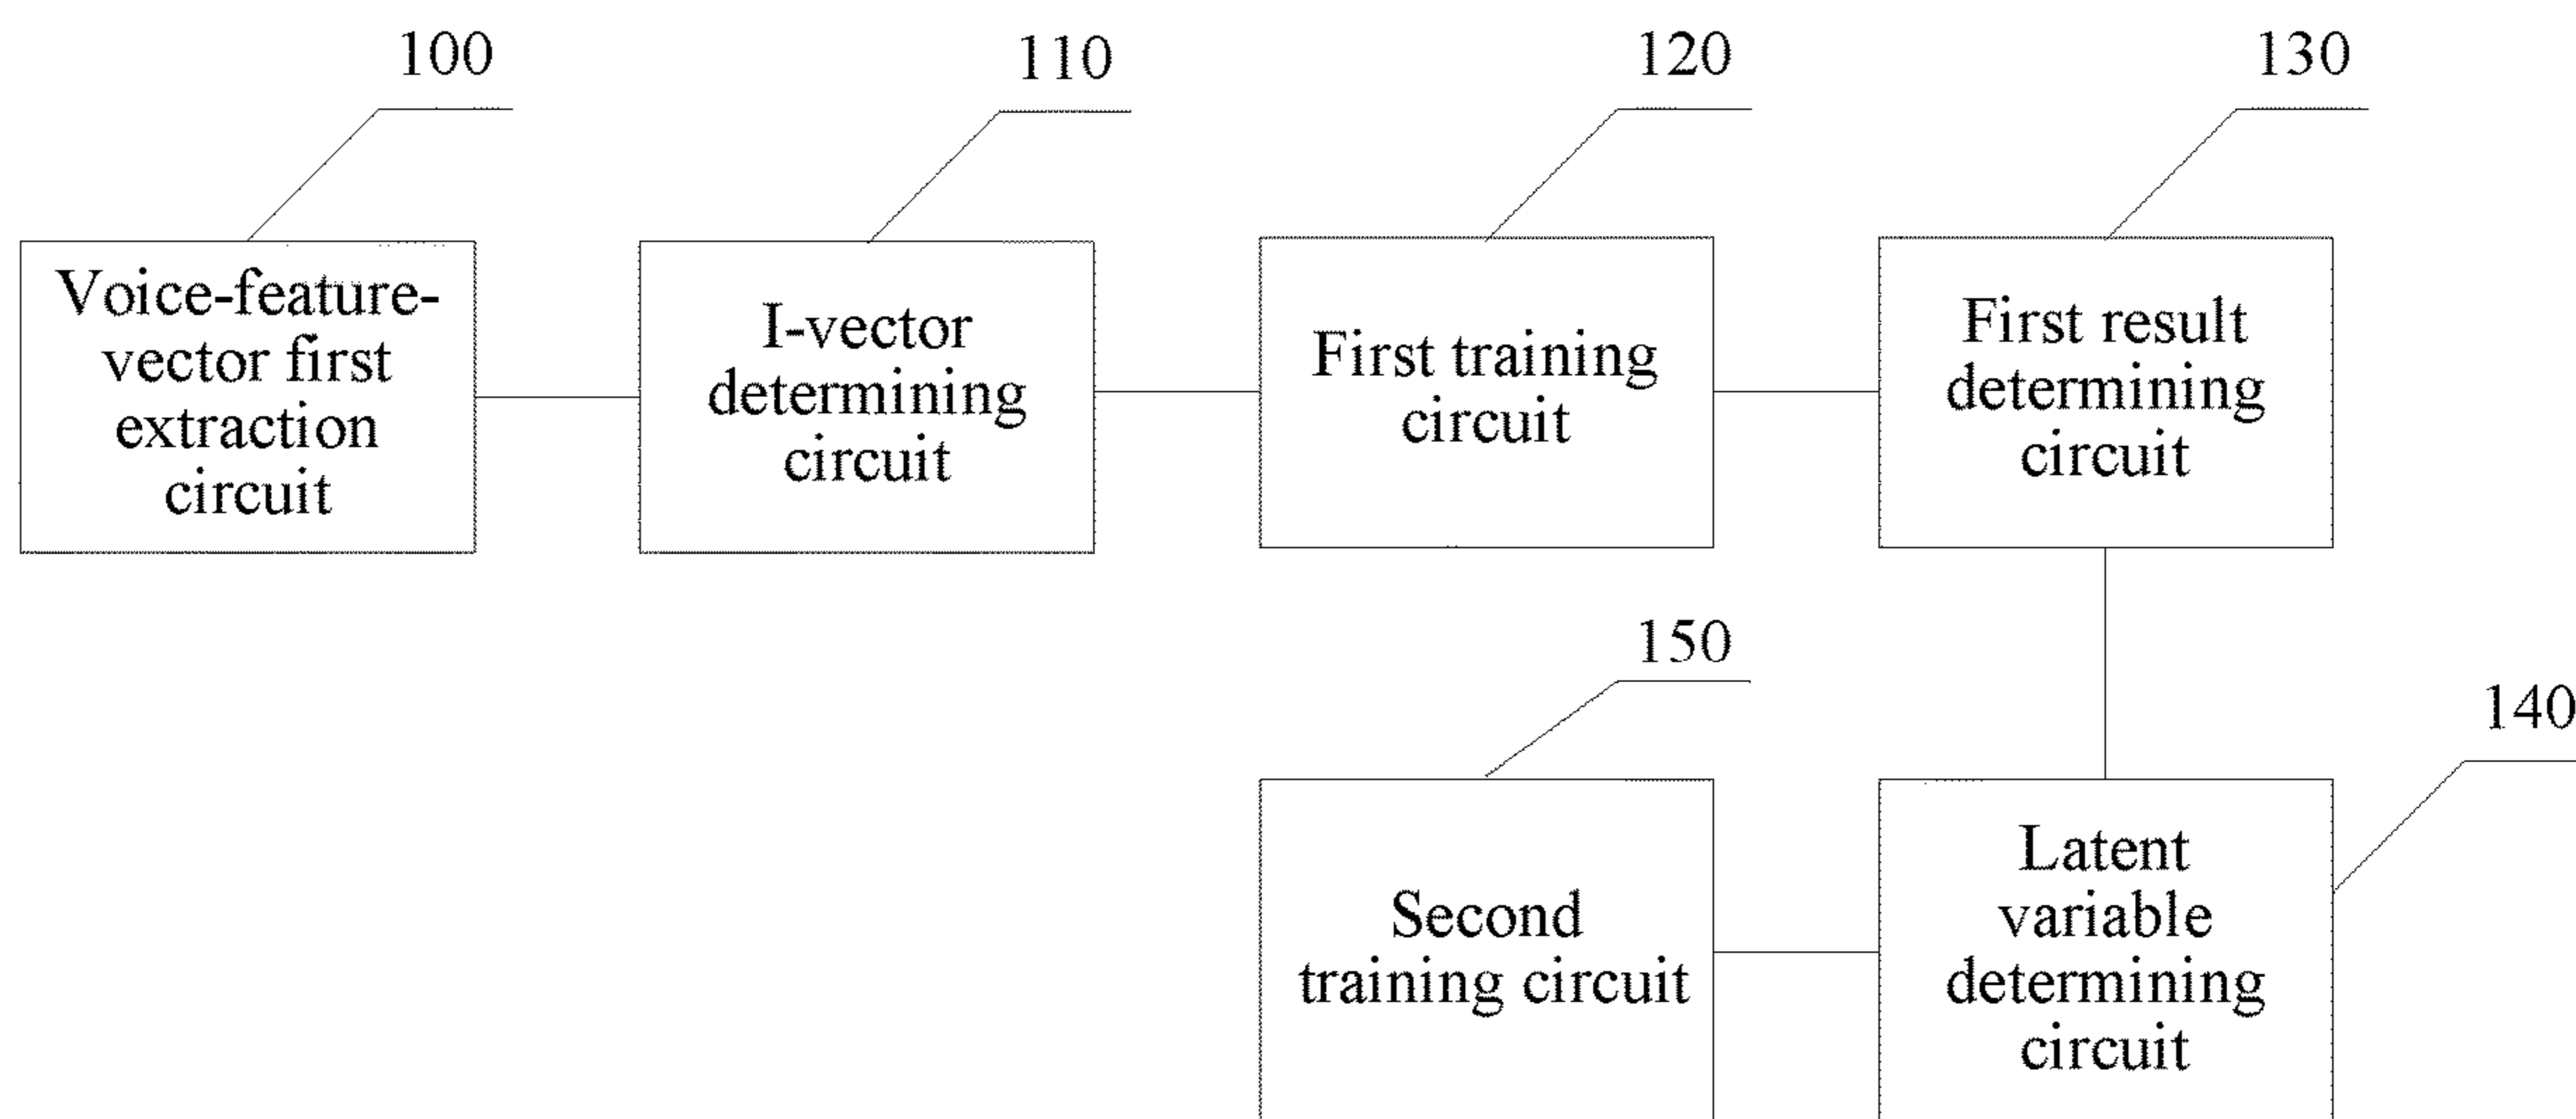 100
110
120
130
Voice-feature-
vector first
extraction
circuit
I-vector
determining
circuit
First training
circuit
First result
determining
circuit
150
140
Second
training circuit
Latent
variable
determining
circuit